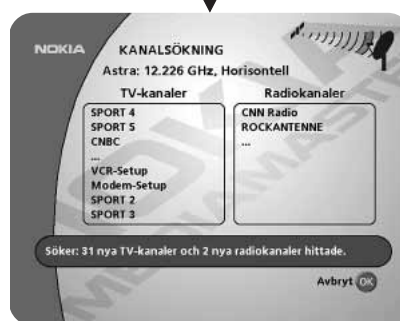 NOKIA
KANALSÖKNING
Astra: 12.226 GHz, Horisontell
TV-kanaler
SPORT 4
SPORT 5
CNBC
...
VCR-Setup
Modem-Setup
SPORT 2
SPORT 3
Radiokanaler
CNN Radio
ROCKANTENNE
...
Söker: 31 nya TV-kanaler och 2 nya radiokanaler hittade.
Avbryt OK
NOKIA
MEDIAMASTER